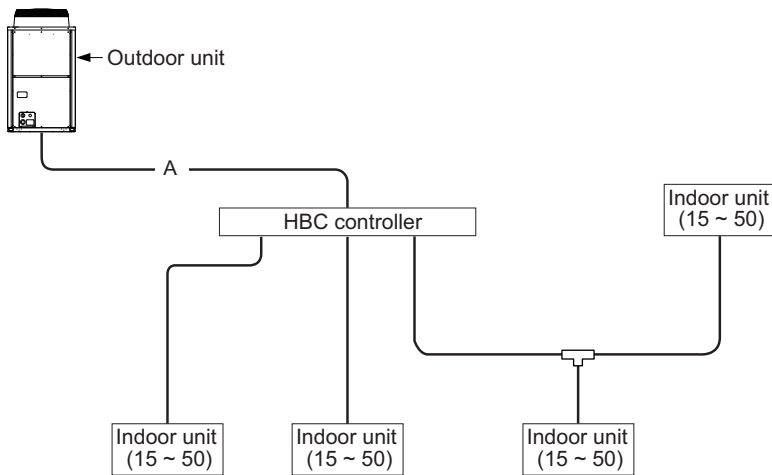 Outdoor unit
A
HBC controller
Indoor unit
(15 ~ 50)
Indoor unit
(15 ~ 50)
Indoor unit
(15 ~ 50)
Indoor unit
(15 ~ 50)